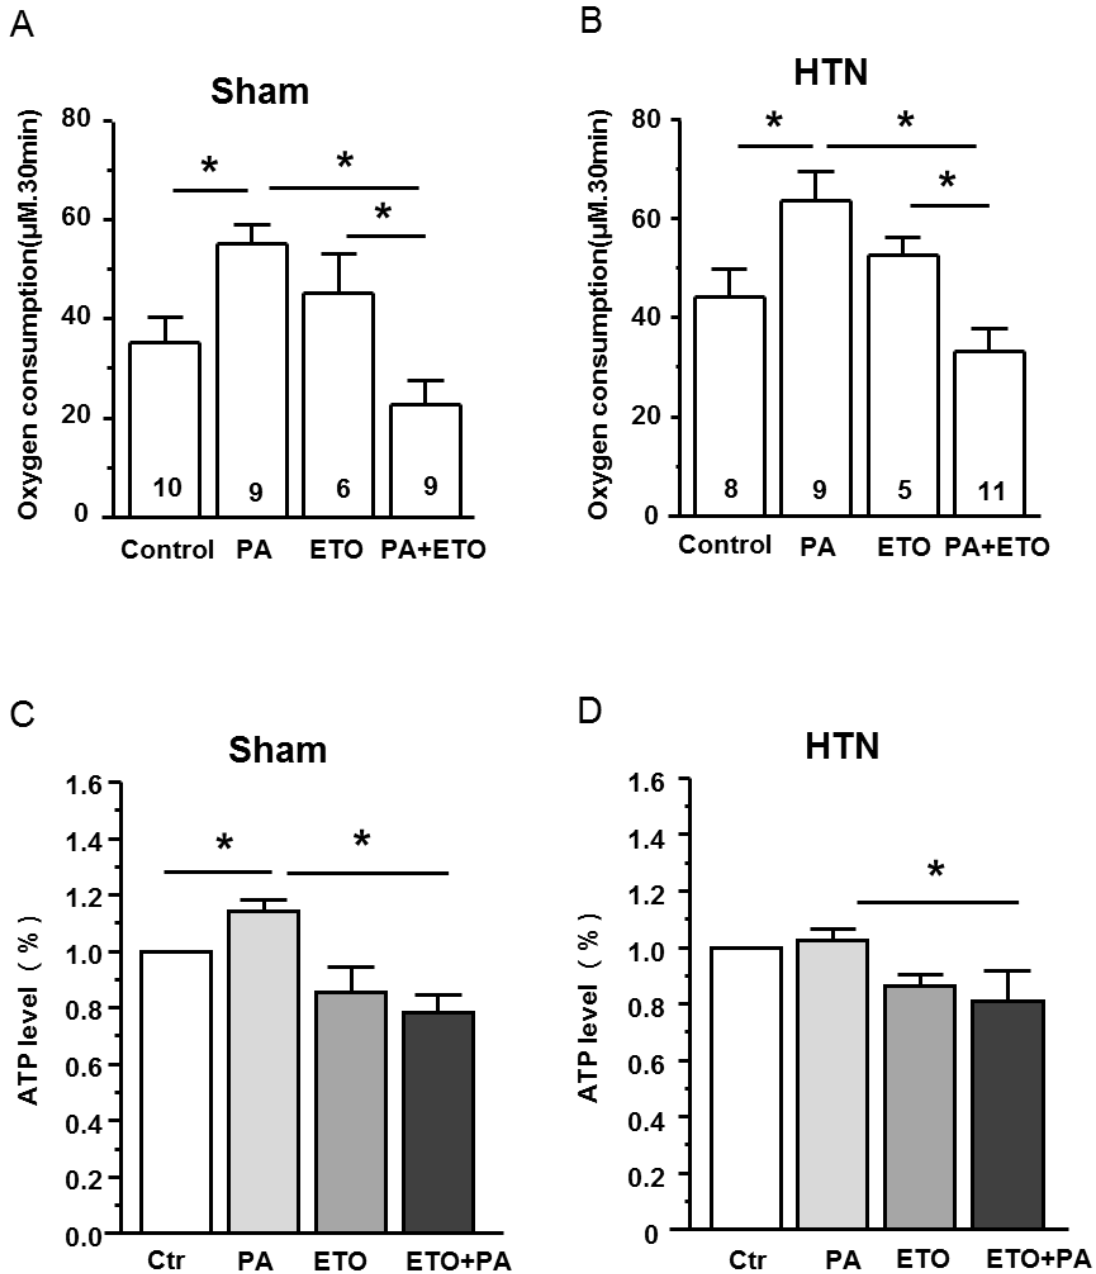 A
Sham
Oxygen consumption(µM.30min)
80
60
40
20
0
*
*
*
10
9
6
9
Control PA ETO PA+ETO
B
HTN
Oxygen consumption(µM.30min)
80
60
40
20
0
*
*
*
8
9
5
11
Control PA ETO PA+ETO
C
Sham
ATP level ( % )
1.6
1.4
1.2
1.0
0.8
0.6
0.4
0.2
0.0
*
*
Ctr PA ETO ETO+PA
D
HTN
ATP level ( % )
1.6
1.4
1.2
1.0
0.8
0.6
0.4
0.2
0
*
Ctr PA ETO ETO+PA